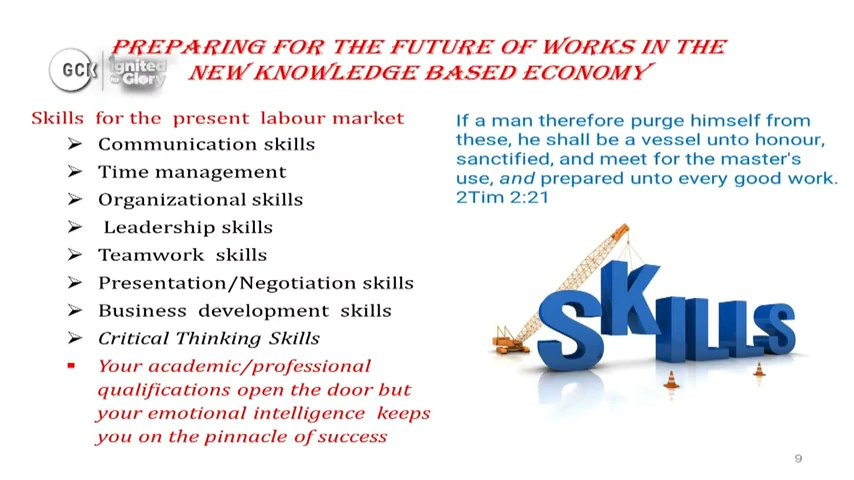 PREPARING FOR THE FUTURE OF WORKS IN THE
NEW KNOWLEDGE BASED ECONOMY
GCK
Ignited
Glory
Skills for the present labour market
➤ Communication skills
➤ Time management
➤ Organizational skills
➤ Leadership skills
➤ Teamwork skills
➤ Presentation/Negotiation skills
➤ Business development skills
➤ Critical Thinking Skills
▪ Your academic/professional
qualifications open the door but
your emotional intelligence keeps
you on the pinnacle of success
If a man therefore purge himself from
these, he shall be a vessel unto honour,
sanctified, and meet for the master's
use, and prepared unto every good work.
2Tim 2:21
SKILLS
9